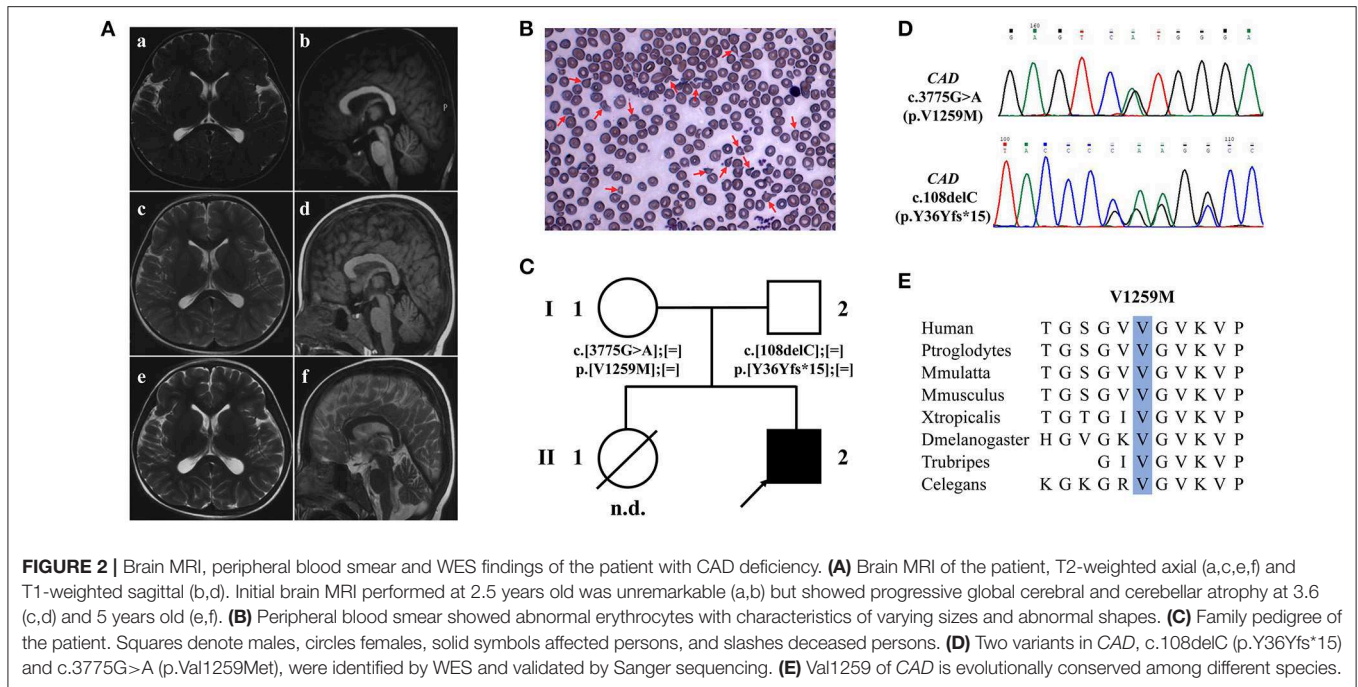 A
a
b
P
c
d
e
f
B
C
I 1
2
c.[3775G>A];[=]
p.[V1259M];[=]
c.[108delC];[=]
p.[Y36Yfs*15];[=]
II 1
2
n.d.
D
140
G A G T C A T G G G A
CAD
c.3775G>A
(p.V1259M)
100 110
T A C C C C A A G G C C
CAD
c.108delC
(p.Y36Yfs*15)
E
V1259M
Human T G S G V V G V K V P
Ptroglodytes T G S G V V G V K V P
Mmulatta T G S G V V G V K V P
Mmusculus T G S G V V G V K V P
Xtropicalis T G T G I V G V K V P
Dmelanogaster H G V G K V G V K V P
Trubripes G I V G V K V P
Celegans K G K G R V G V K V P
FIGURE 2 | Brain MRI, peripheral blood smear and WES findings of the patient with CAD deficiency. (A) Brain MRI of the patient, T2-weighted axial (a,c,e,f) and
T1-weighted sagittal (b,d). Initial brain MRI performed at 2.5 years old was unremarkable (a,b) but showed progressive global cerebral and cerebellar atrophy at 3.6
(c,d) and 5 years old (e,f). (B) Peripheral blood smear showed abnormal erythrocytes with characteristics of varying sizes and abnormal shapes. (C) Family pedigree of
the patient. Squares denote males, circles females, solid symbols affected persons, and slashes deceased persons. (D) Two variants in CAD, c.108delC (p.Y36Yfs*15)
and c.3775G>A (p.Val1259Met), were identified by WES and validated by Sanger sequencing. (E) Val1259 of CAD is evolutionally conserved among different species.